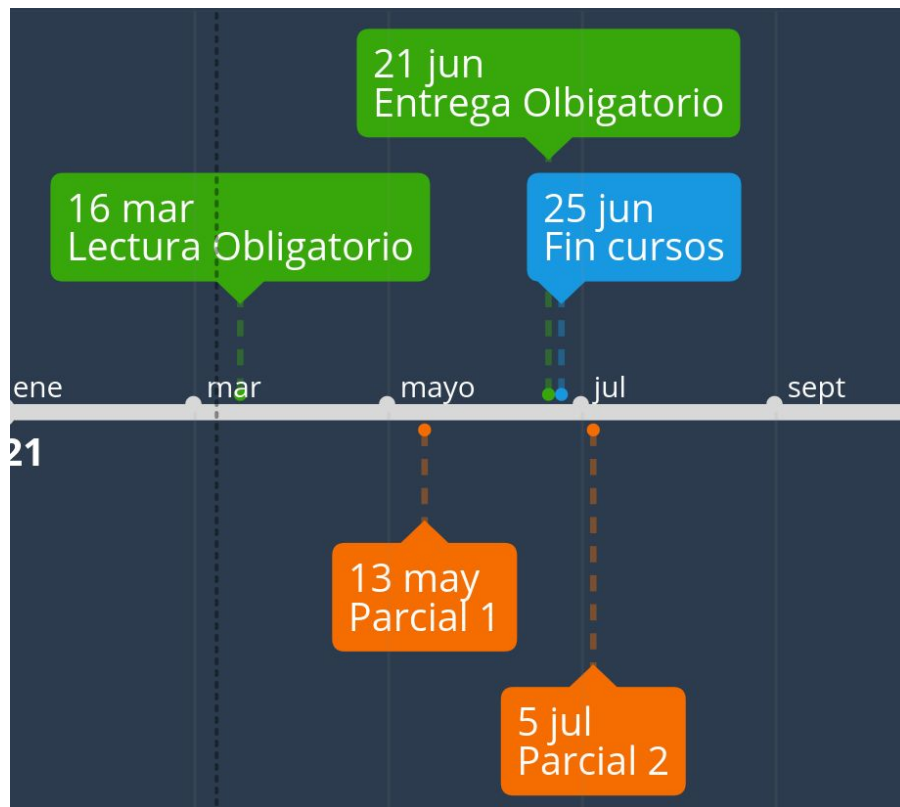 21 jun
Entrega Olbigatorio
16 mar
Lectura Obligatorio
25 jun
Fin cursos
ene
mar
mayo
jul
sept
21
13 may
Parcial 1
5 jul
Parcial 2